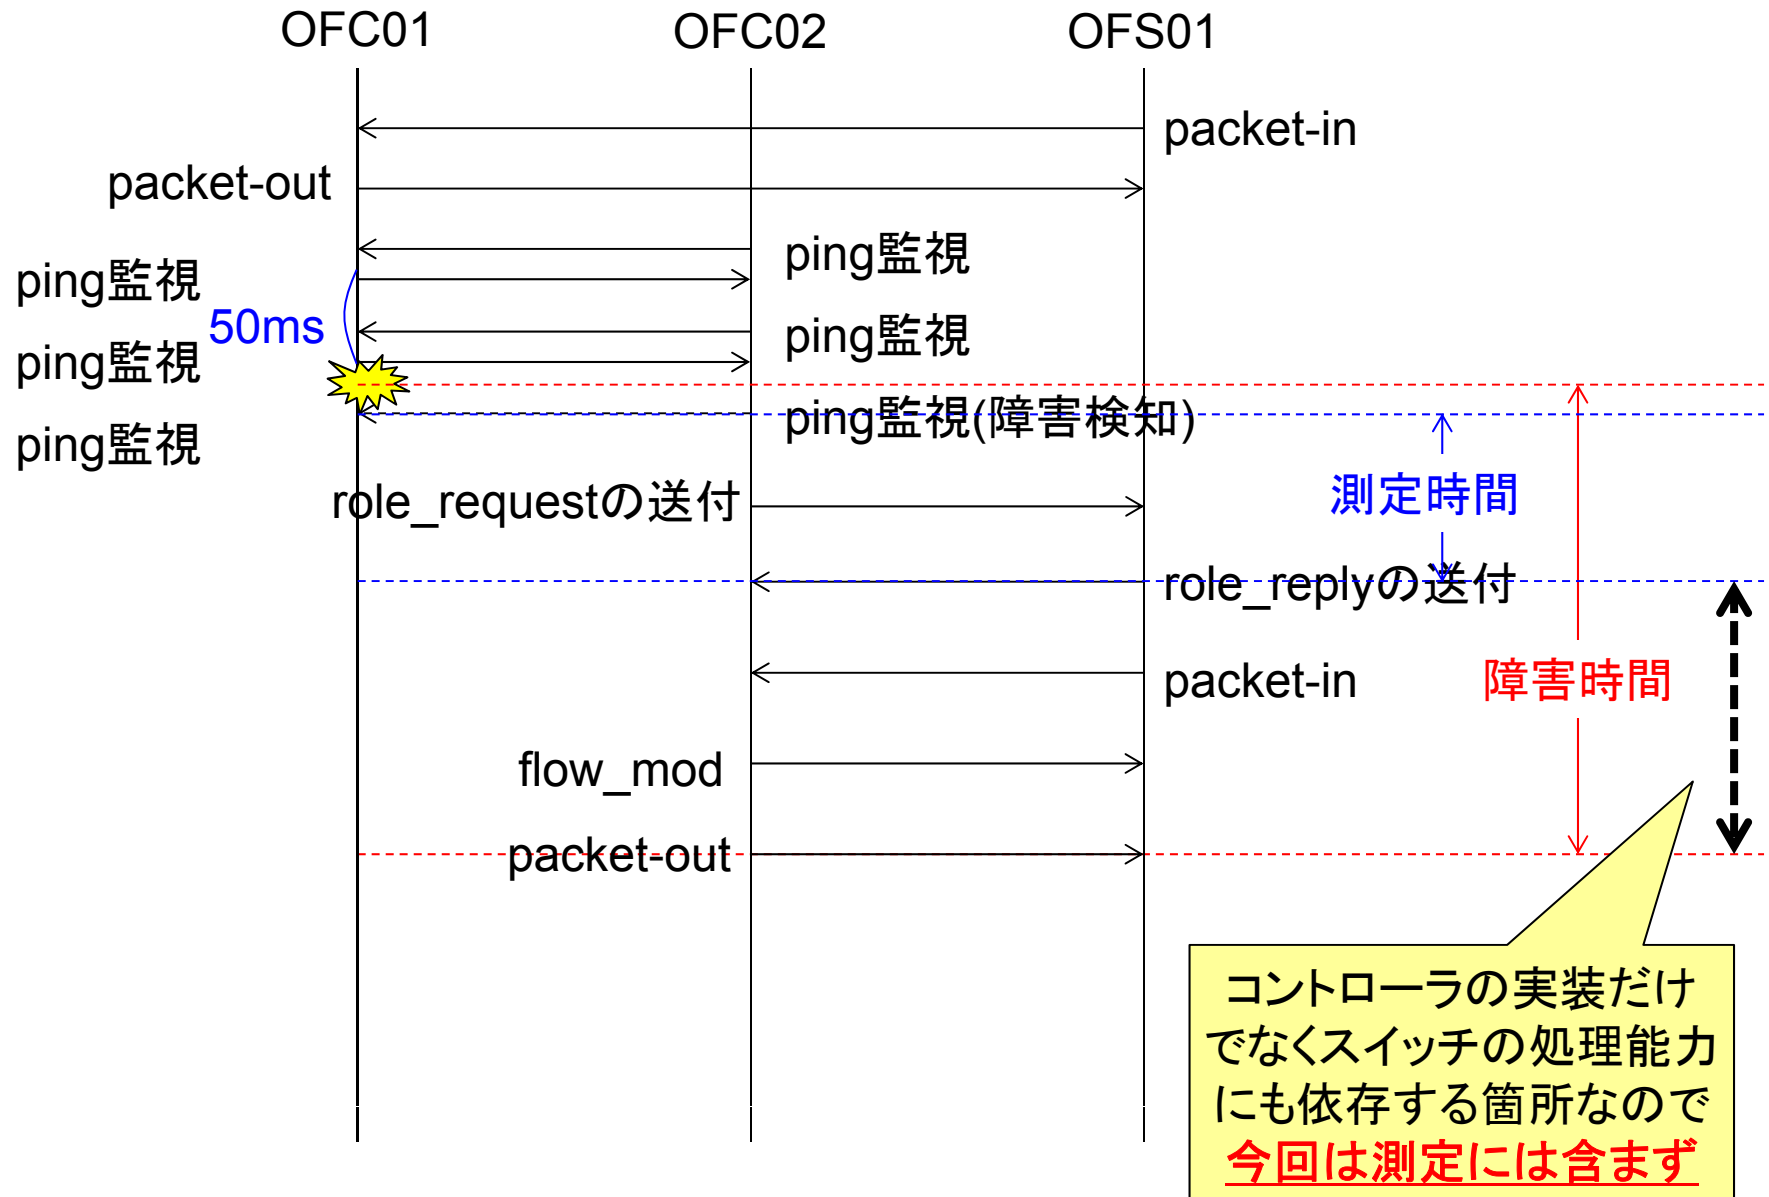 OFC01 OFC02 OFS01
packet-in
packet-out
ping監視
ping監視
50ms
ping監視
ping監視
ping監視(障害検知)
ping監視
測定時間
role_requestの送付
role_replyの送付
packet-in
障害時間
flow_mod
packet-out
コントローラの実装だけ
でなくスイッチの処理能力
にも依存する箇所なので
今回は測定には含まず